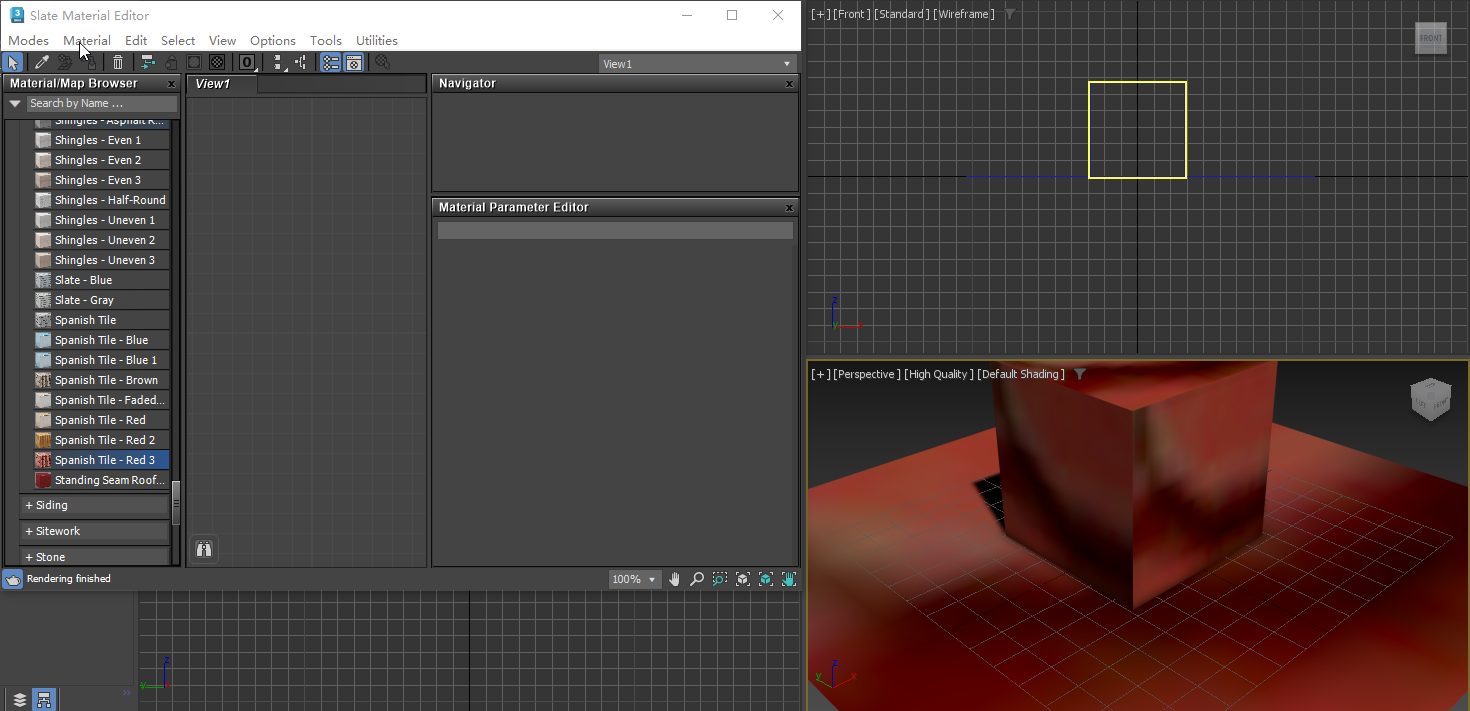 Slate Material Editor
Modes Material Edit Select View Options Tools Utilities
View1
Material/Map Browser
Search by Name ...
Shingles - Asphalt R...
Shingles - Even 1
Shingles - Even 2
Shingles - Even 3
Shingles - Half-Round
Shingles - Uneven 1
Shingles - Uneven 2
Shingles - Uneven 3
Slate - Blue
Slate - Gray
Spanish Tile
Spanish Tile - Blue
Spanish Tile - Blue 1
Spanish Tile - Brown
Spanish Tile - Faded...
Spanish Tile - Red
Spanish Tile - Red 2
Spanish Tile - Red 3
Standing Seam Roof...
+ Siding
+ Sitework
+ Stone
View1
Navigator
Material Parameter Editor
Rendering finished
100%
z
y
[+] [Front] [Standard] [Wireframe]
FRONT
z
y x
[+] [Perspective] [High Quality] [Default Shading]
FRONT
z
y x